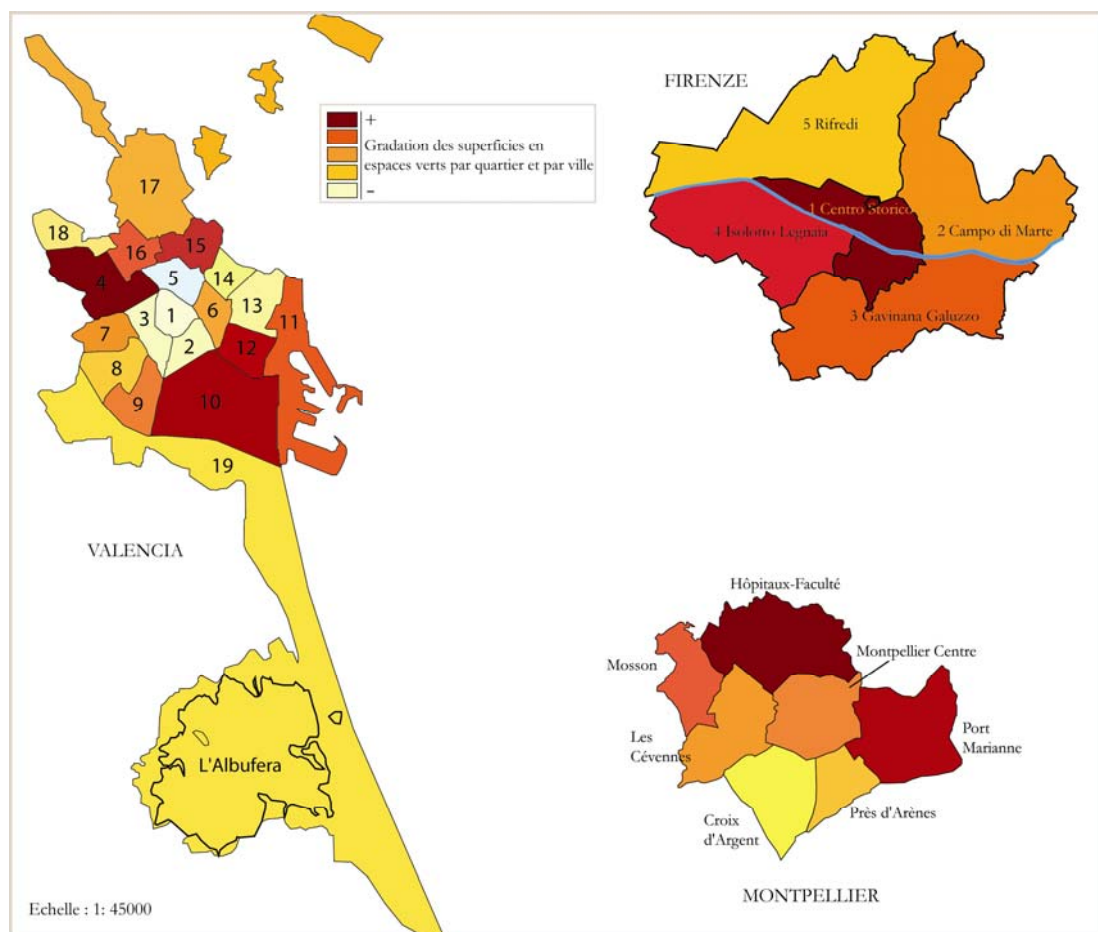 +
Gradation des superficies en
espaces verts par quartier et par ville
-
17
18
16
15
4
5
14
3
1
6
13
11
7
2
12
8
9
10
19
VALENCIA
L'Albufera
Echelle : 1: 45000
FIRENZE
5 Rifredi
1 Centro Storico
4 Isolotto Legnaia
2 Campo di Marte
3 Gavinana Galuzzo
Hôpitaux-Faculté
Mosson
Montpellier Centre
Les
Cévennes
Port
Marianne
Croix
d'Argent
Près d'Arènes
MONTPELLIER